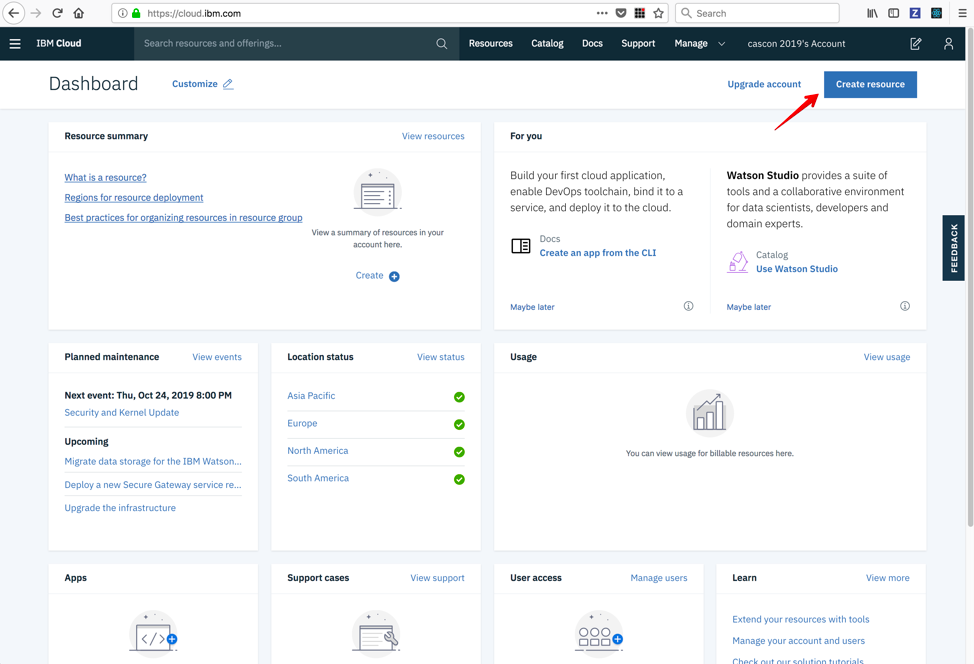 https://cloud.ibm.com
Search
IBM Cloud
Search resources and offerings...
Resources
Catalog
Docs
Support
Manage
cascon 2019's Account
Dashboard
Customize
Upgrade account
Create resource
Resource summary
View resources
What is a resource?
Regions for resource deployment
Best practices for organizing resources in resource group
View a summary of resources in your
account here.
Create
For you
Build your first cloud application,
enable DevOps toolchain, bind it to a
service, and deploy it to the cloud.
Docs
Create an app from the CLI
Maybe later
Watson Studio provides a suite of
tools and a collaborative environment
for data scientists, developers and
domain experts.
Catalog
Use Watson Studio
Maybe later
FEEDBACK
Planned maintenance
View events
Next event: Thu, Oct 24, 2019 8:00 PM
Security and Kernel Update
Upcoming
Migrate data storage for the IBM Watson...
Deploy a new Secure Gateway service re...
Upgrade the infrastructure
Location status
View status
Asia Pacific
Europe
North America
South America
Usage
View usage
You can view usage for billable resources here.
Apps
Support cases
View support
User access
Manage users
Learn
View more
Extend your resources with tools
Manage your account and users
Check out our solution tutorials